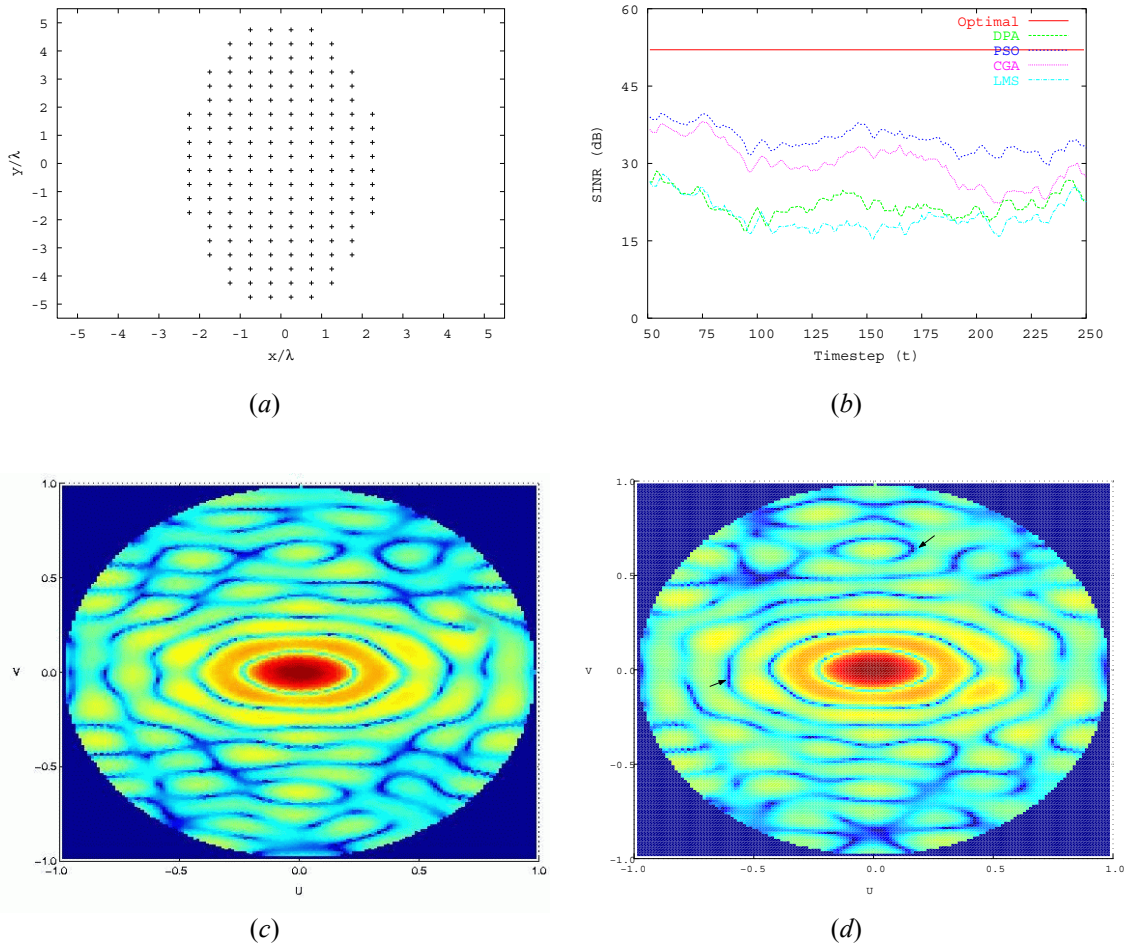 5
4
3
2
1
0
-1
-2
-3
-4
-5
y/λ
-5 -4 -3 -2 -1 0 1 2 3 4 5
x/λ
(a)
60
45
30
15
0
SINR (dB)
Optimal
DPA
PSO
CGA
LMS
50 75 100 125 150 175 200 225 250
Timestep (t)
(b)
1.0
0.5
0.0
-0.5
-1.0
V
-1.0 -0.5 0.0 0.5 1.0
U
(c)
1.0
0.5
0.0
-0.5
-1.0
V
-1.0 -0.5 0.0 0.5 1.0
U
(d)